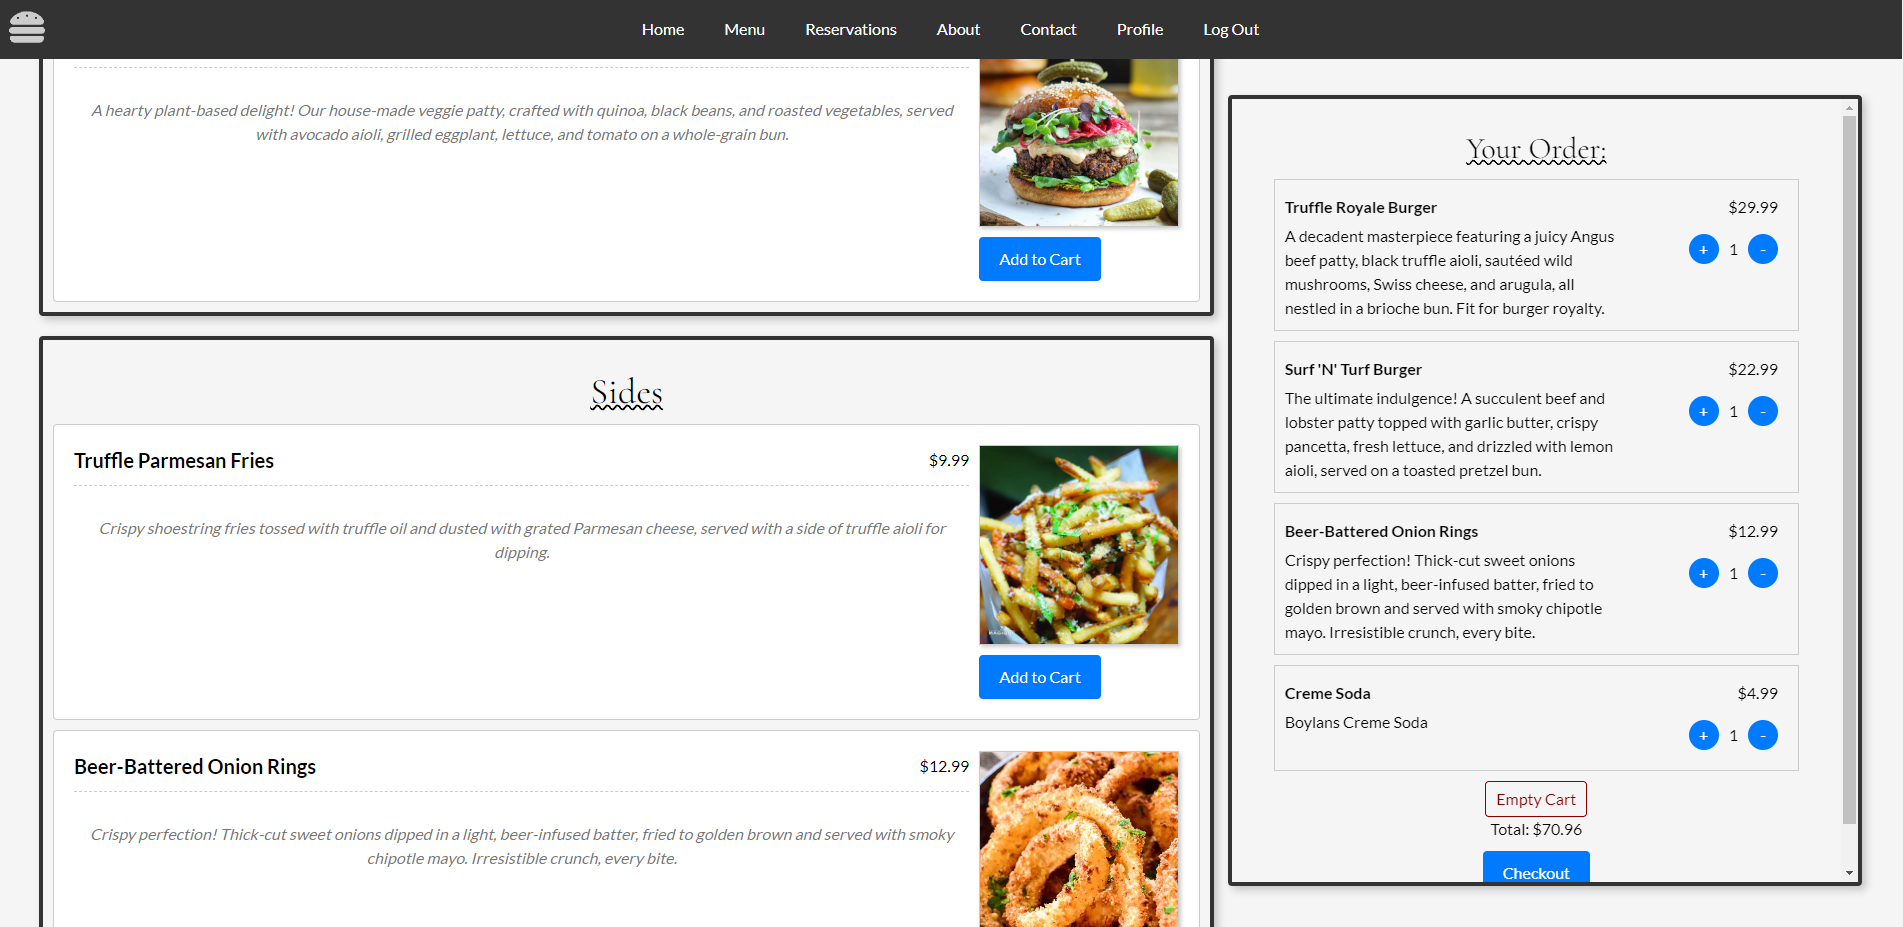 Home Menu Reservations About Contact Profile Log Out
A hearty plant-based delight! Our house-made veggie patty, crafted with quinoa, black beans, and roasted vegetables, served
with avocado aioli, grilled eggplant, lettuce, and tomato on a whole-grain bun.
Add to Cart
Sides
Truffle Parmesan Fries $9.99
Crispy shoestring fries tossed with truffle oil and dusted with grated Parmesan cheese, served with a side of truffle aioli for
dipping.
Add to Cart
Beer-Battered Onion Rings $12.99
Crispy perfection! Thick-cut sweet onions dipped in a light, beer-infused batter, fried to golden brown and served with smoky
chipotle mayo. Irresistible crunch, every bite.
Your Order:
Truffle Royale Burger $29.99
A decadent masterpiece featuring a juicy Angus
beef patty, black truffle aioli, sautéed wild
mushrooms, Swiss cheese, and arugula, all
nestled in a brioche bun. Fit for burger royalty.
+ 1 -
Surf 'N' Turf Burger $22.99
The ultimate indulgence! A succulent beef and
lobster patty topped with garlic butter, crispy
pancetta, fresh lettuce, and drizzled with lemon
aioli, served on a toasted pretzel bun.
+ 1 -
Beer-Battered Onion Rings $12.99
Crispy perfection! Thick-cut sweet onions
dipped in a light, beer-infused batter, fried to
golden brown and served with smoky chipotle
mayo. Irresistible crunch, every bite.
+ 1 -
Creme Soda $4.99
Boylans Creme Soda
+ 1 -
Empty Cart
Total: $70.96
Checkout